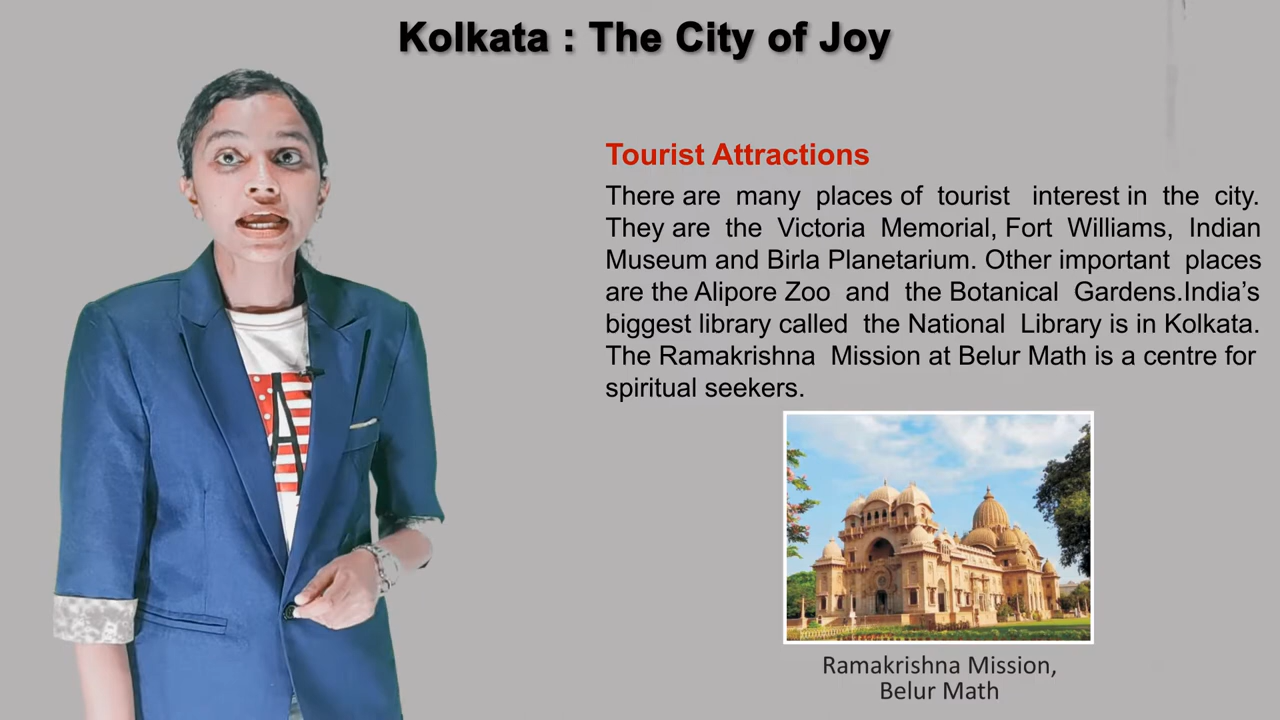 Kolkata : The City of Joy
Tourist Attractions
There are many places of tourist interest in the city.
They are the Victoria Memorial, Fort Williams, Indian
Museum and Birla Planetarium. Other important places
are the Alipore Zoo and the Botanical Gardens.India's
biggest library called the National Library is in Kolkata.
The Ramakrishna Mission at Belur Math is a centre for
spiritual seekers.
A
Ramakrishna Mission,
Belur Math